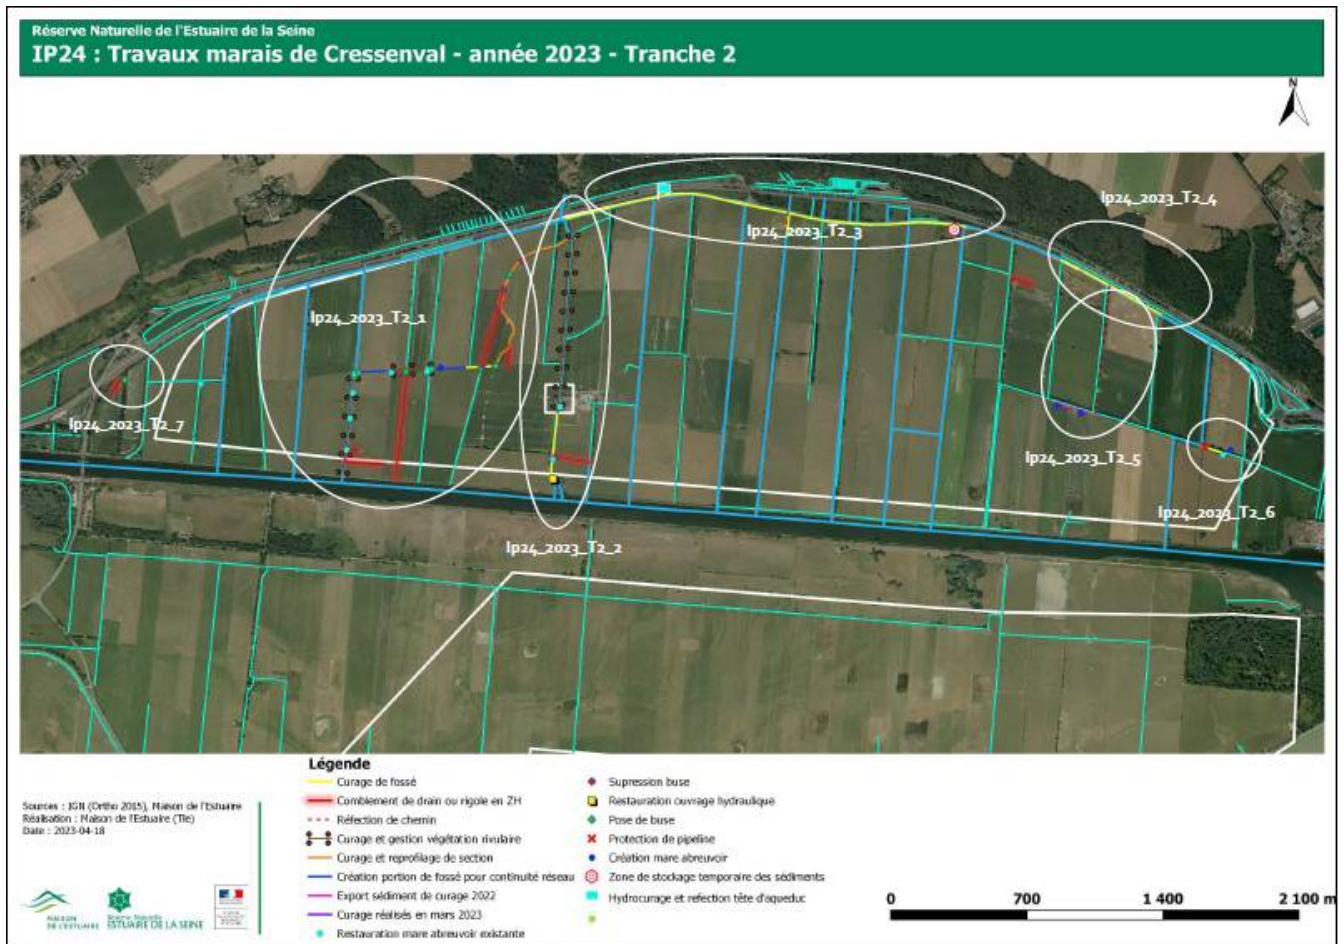 Réserve Naturelle de l'Estuaire de la Seine
IP24 : Travaux marais de Cressenval - année 2023 - Tranche 2
N
Ip24_2023_T2_4
Ip24_2023_T2_3
Ip24_2023_T2_1
Ip24_2023_T2_7
Ip24_2023_T2_5
Ip24_2023_T2_6
Ip24_2023_T2_2
Légende
Curage de fossé
Comblement de drain ou rigole en ZH
Réfection de chemin
Curage et gestion végétation rivulaire
Curage et reprofilage de section
Création portion de fossé pour continuité réseau
Export sédiment de curage 2022
Curage réalisés en mars 2023
Restauration mare abreuvoir existante
Supression buse
Restauration ouvrage hydraulique
Pose de buse
Protection de pipeline
Création mare abreuvoir
Zone de stockage temporaire des sédiments
Hydrocurage et refection tête d'aqueduc
Sources : IGN (Ortho 2015), Maison de l'Estuaire
Réalisation : Maison de l'Estuaire (Tle)
Date : 2023-04-18
MAISON
DE L'ESTUAIRE
Réserve Naturelle
ESTUAIRE DE LA SEINE
0 700 1 400 2 100 m